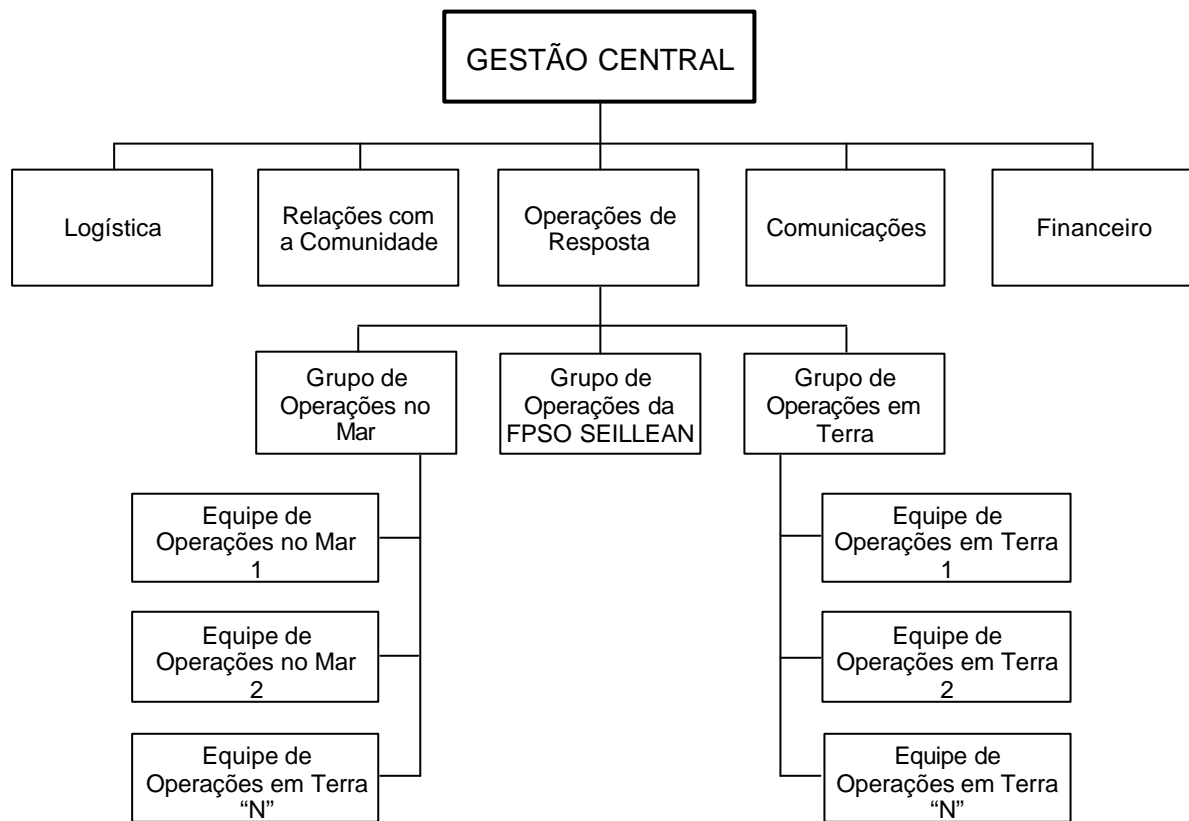 GESTÃO CENTRAL
Logística
Relações com
a Comunidade
Operações de
Resposta
Comunicações
Financeiro
Grupo de
Operações no
Mar
Grupo de
Operações da
FPSO SEILLEAN
Grupo de
Operações em
Terra
Equipe de
Operações no Mar
1
Equipe de
Operações em Terra
1
Equipe de
Operações no Mar
2
Equipe de
Operações em Terra
2
Equipe de
Operações em Terra
“N”
Equipe de
Operações em Terra
“N”